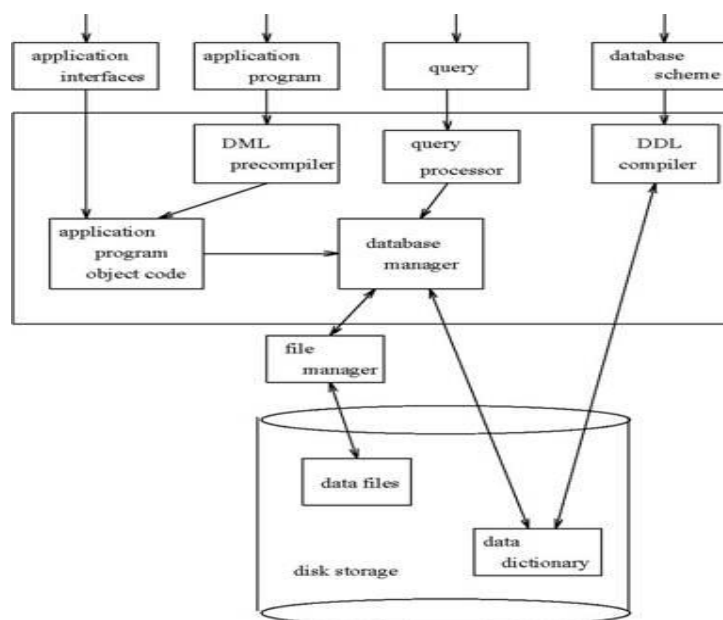 application
interfaces
application
program
query
database
scheme
DML
precompiler
query
processor
DDL
compiler
application
program
object code
database
manager
file
manager
data files
data
dictionary
disk storage